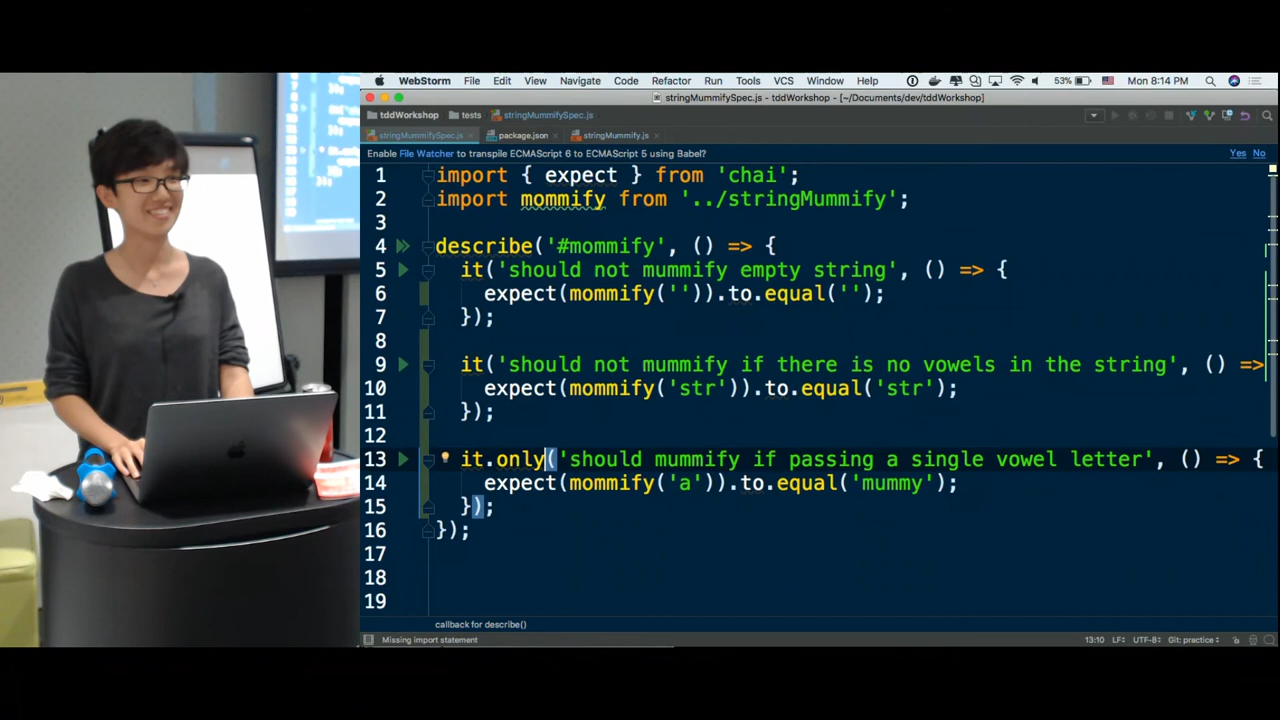 WebStorm File Edit View Navigate Code Refactor Run Tools VCS Window Help 53% Mon 8:14 PM
stringMummifySpec.js - tddWorkshop - [~/Documents/dev/tddWorkshop]
tddWorkshop tests stringMummifySpec.js
stringMummifySpec.js package.json stringMummify.js
Enable File Watcher to transpile ECMAScript 6 to ECMAScript 5 using Babel? Yes No
1 import { expect } from 'chai';
2 import mommify from '../stringMummify';
3
4 describe('#mommify', () => {
5 it('should not mummify empty string', () => {
6 expect(mommify('')).to.equal('');
7 });
8
9 it('should not mummify if there is no vowels in the string', () =>
10 expect(mommify('str')).to.equal('str');
11 });
12
13 it.only('should mummify if passing a single vowel letter', () => {
14 expect(mommify('a')).to.equal('mummy');
15 });
16 });
17
18
19
callback for describe()
Missing import statement 13:10 LF÷ UTF-8÷ Git: practice÷